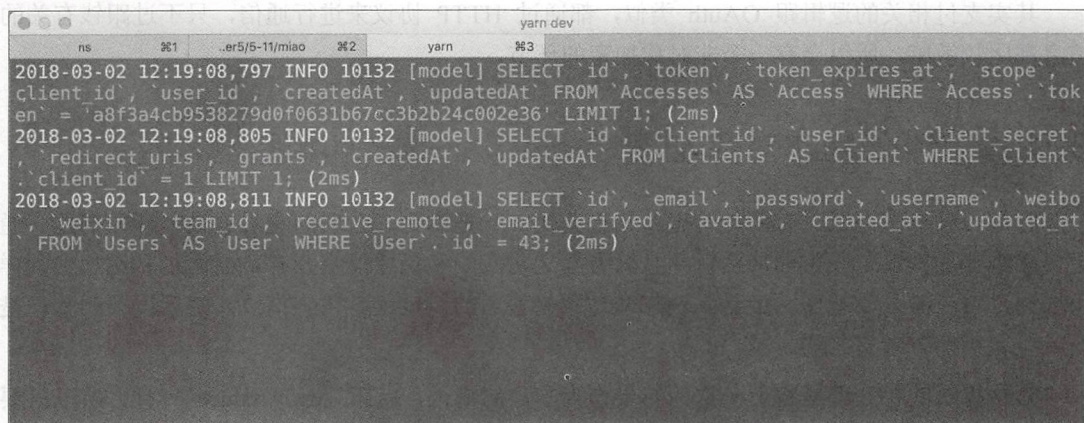 yarn dev
ns ⌘1 ..er5/5-11/miao ⌘2 yarn ⌘3
2018-03-02 12:19:08,797 INFO 10132 [model] SELECT `id`, `token`, `token_expires_at`, `scope`, `
client_id`, `user_id`, `createdAt`, `updatedAt` FROM `Accesses` AS `Access` WHERE `Access`.`tok
en` = 'a8f3a4cb9538279d0f0631b67cc3b2b24c002e36' LIMIT 1; (2ms)
2018-03-02 12:19:08,805 INFO 10132 [model] SELECT `id`, `client_id`, `user_id`, `client_secret`
, `redirect_uris`, `grants`, `createdAt`, `updatedAt` FROM `Clients` AS `Client` WHERE `Client`
.`client_id` = 1 LIMIT 1; (2ms)
2018-03-02 12:19:08,811 INFO 10132 [model] SELECT `id`, `email`, `password`, `username`, `weibo
`, `weixin`, `team_id`, `receive_remote`, `email_verifyed`, `avatar`, `created_at`, `updated_at
` FROM `Users` AS `User` WHERE `User`.`id` = 43; (2ms)